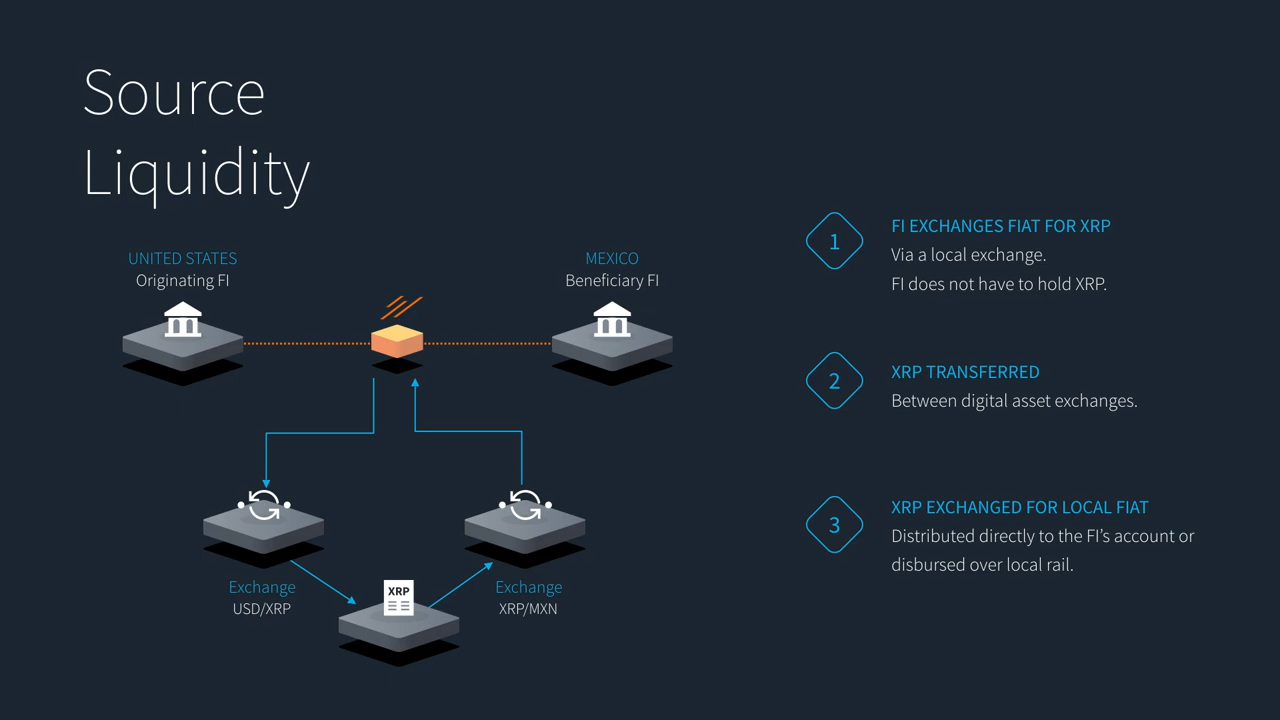 Source
Liquidity
UNITED STATES
Originating FI
MEXICO
Beneficiary FI
Exchange
USD/XRP
XRP
Exchange
XRP/MXN
1
FI EXCHANGES FIAT FOR XRP
Via a local exchange.
FI does not have to hold XRP.
2
XRP TRANSFERRED
Between digital asset exchanges.
3
XRP EXCHANGED FOR LOCAL FIAT
Distributed directly to the FI’s account or
disbursed over local rail.